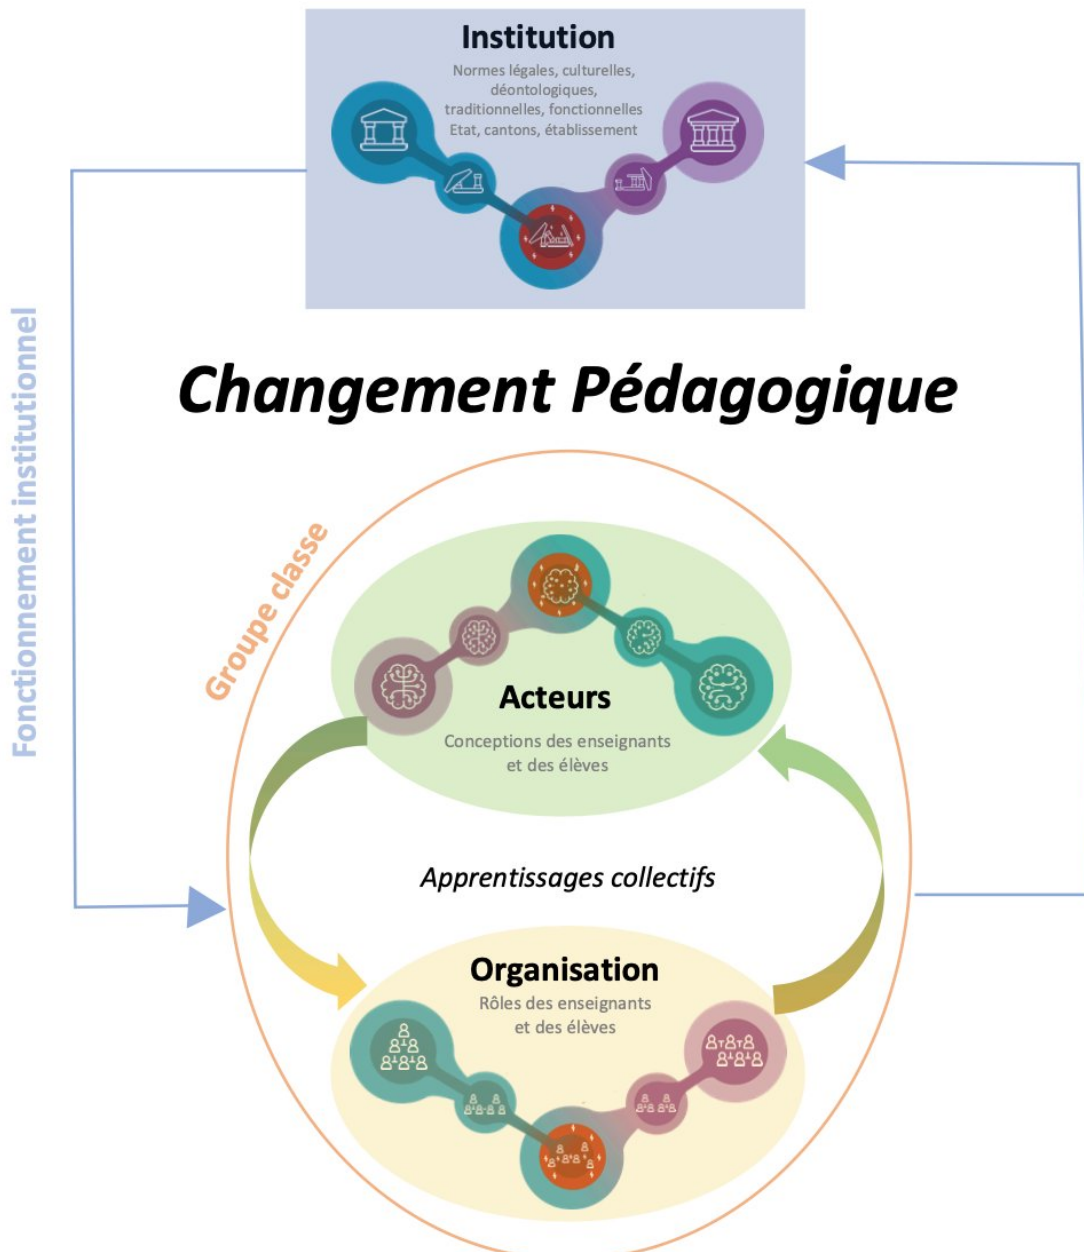 Institution
Normes légales, culturelles,
déontologiques,
traditionnelles, fonctionnelles
Etat, cantons, établissement
Fonctionnement institutionnel
Changement Pédagogique
Groupe classe
Acteurs
Conceptions des enseignants
et des élèves
Apprentissages collectifs
Organisation
Rôles des enseignants
et des élèves